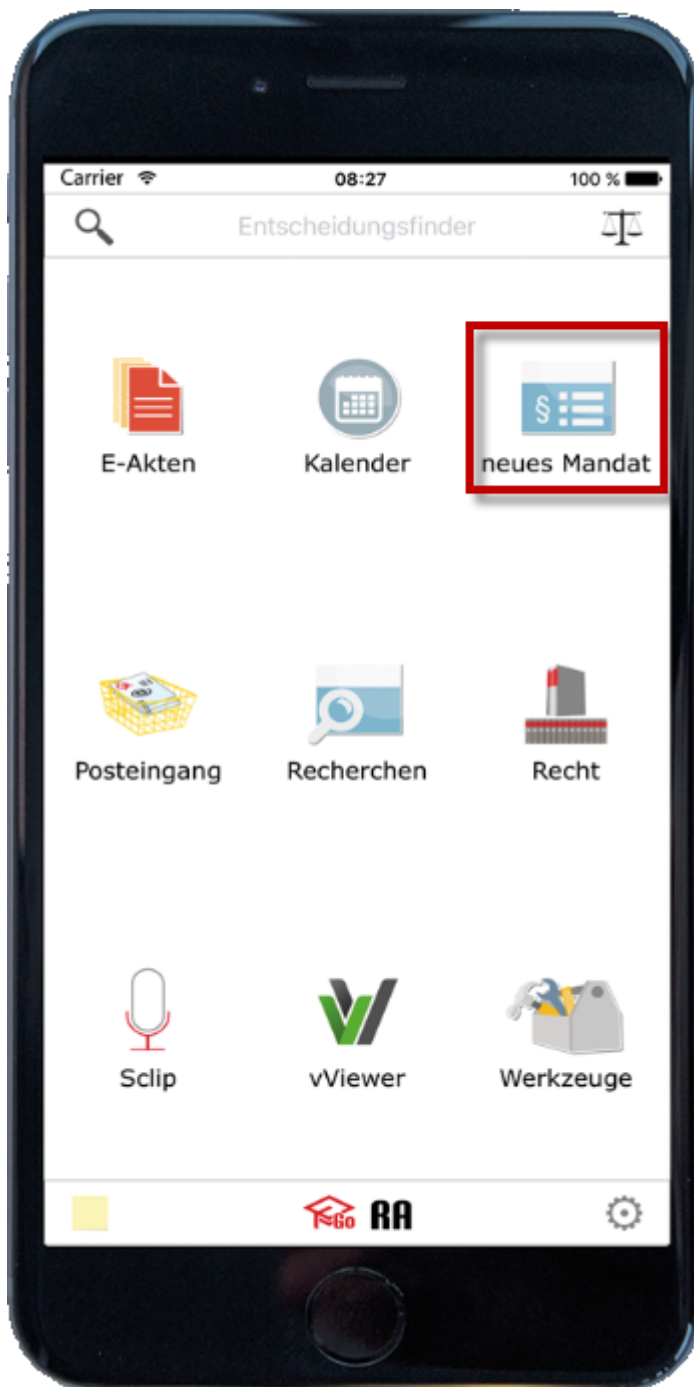 Carrier 08:27 100 %
Entscheidungsfinder
§
E-Akten Kalender neues Mandat
Posteingang Recherchen Recht
Sclip vViewer Werkzeuge
Go RA